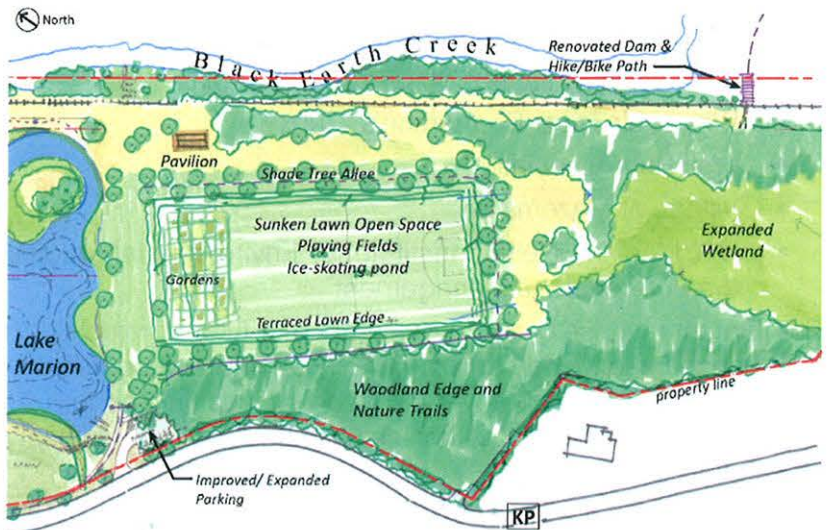 North
Black Earth Creek
Renovated Dam &
Hike/Bike Path
Pavilion
Shade Tree Allee
Sunken Lawn Open Space
Playing Fields
Ice-skating pond
Gardens
Expanded
Wetland
Terraced Lawn Edge
Lake
Marion
Woodland Edge and
Nature Trails
property line
Improved/ Expanded
Parking
KP